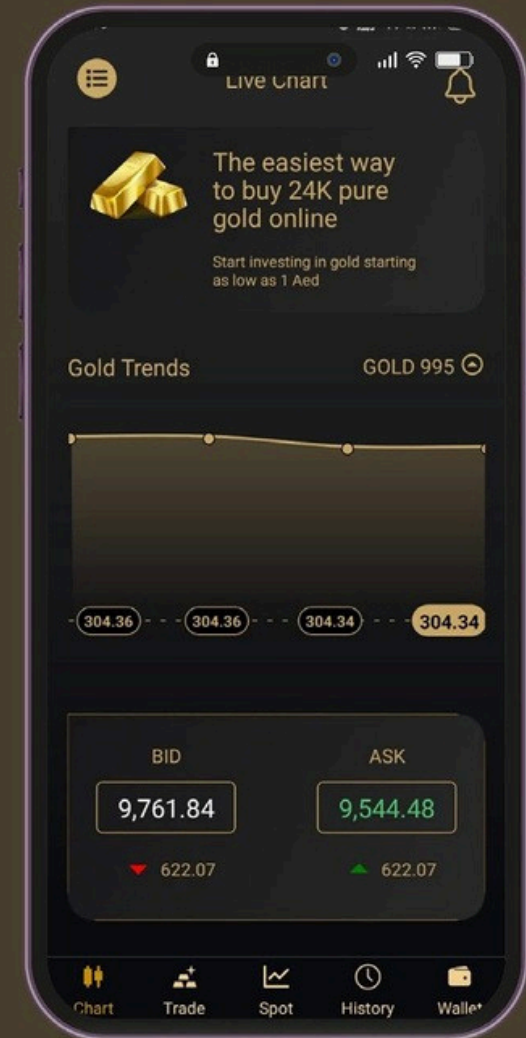 Live Chart
The easiest way
to buy 24K pure
gold online
Start investing in gold starting
as low as 1 Aed
Gold Trends
GOLD 995
304.36
304.36
304.34
304.34
BID
ASK
9,761.84
9,544.48
622.07
622.07
Chart
Trade
Spot
History
Wallet